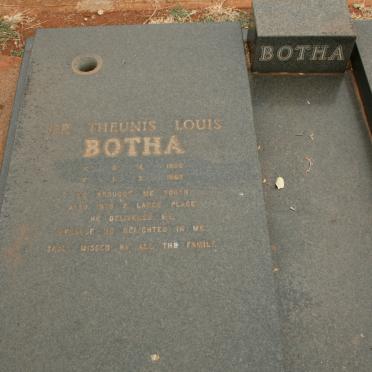 BOTHA
THEUNIS LOUIS
BOTHA
BROUGHT ME FORTH
ALSO INTO A LARGE PLACE
HE DELIVERED ME
BECAUSE HE DELIGHTED IN ME
SADLY MISSED BY ALL THE FAMILY